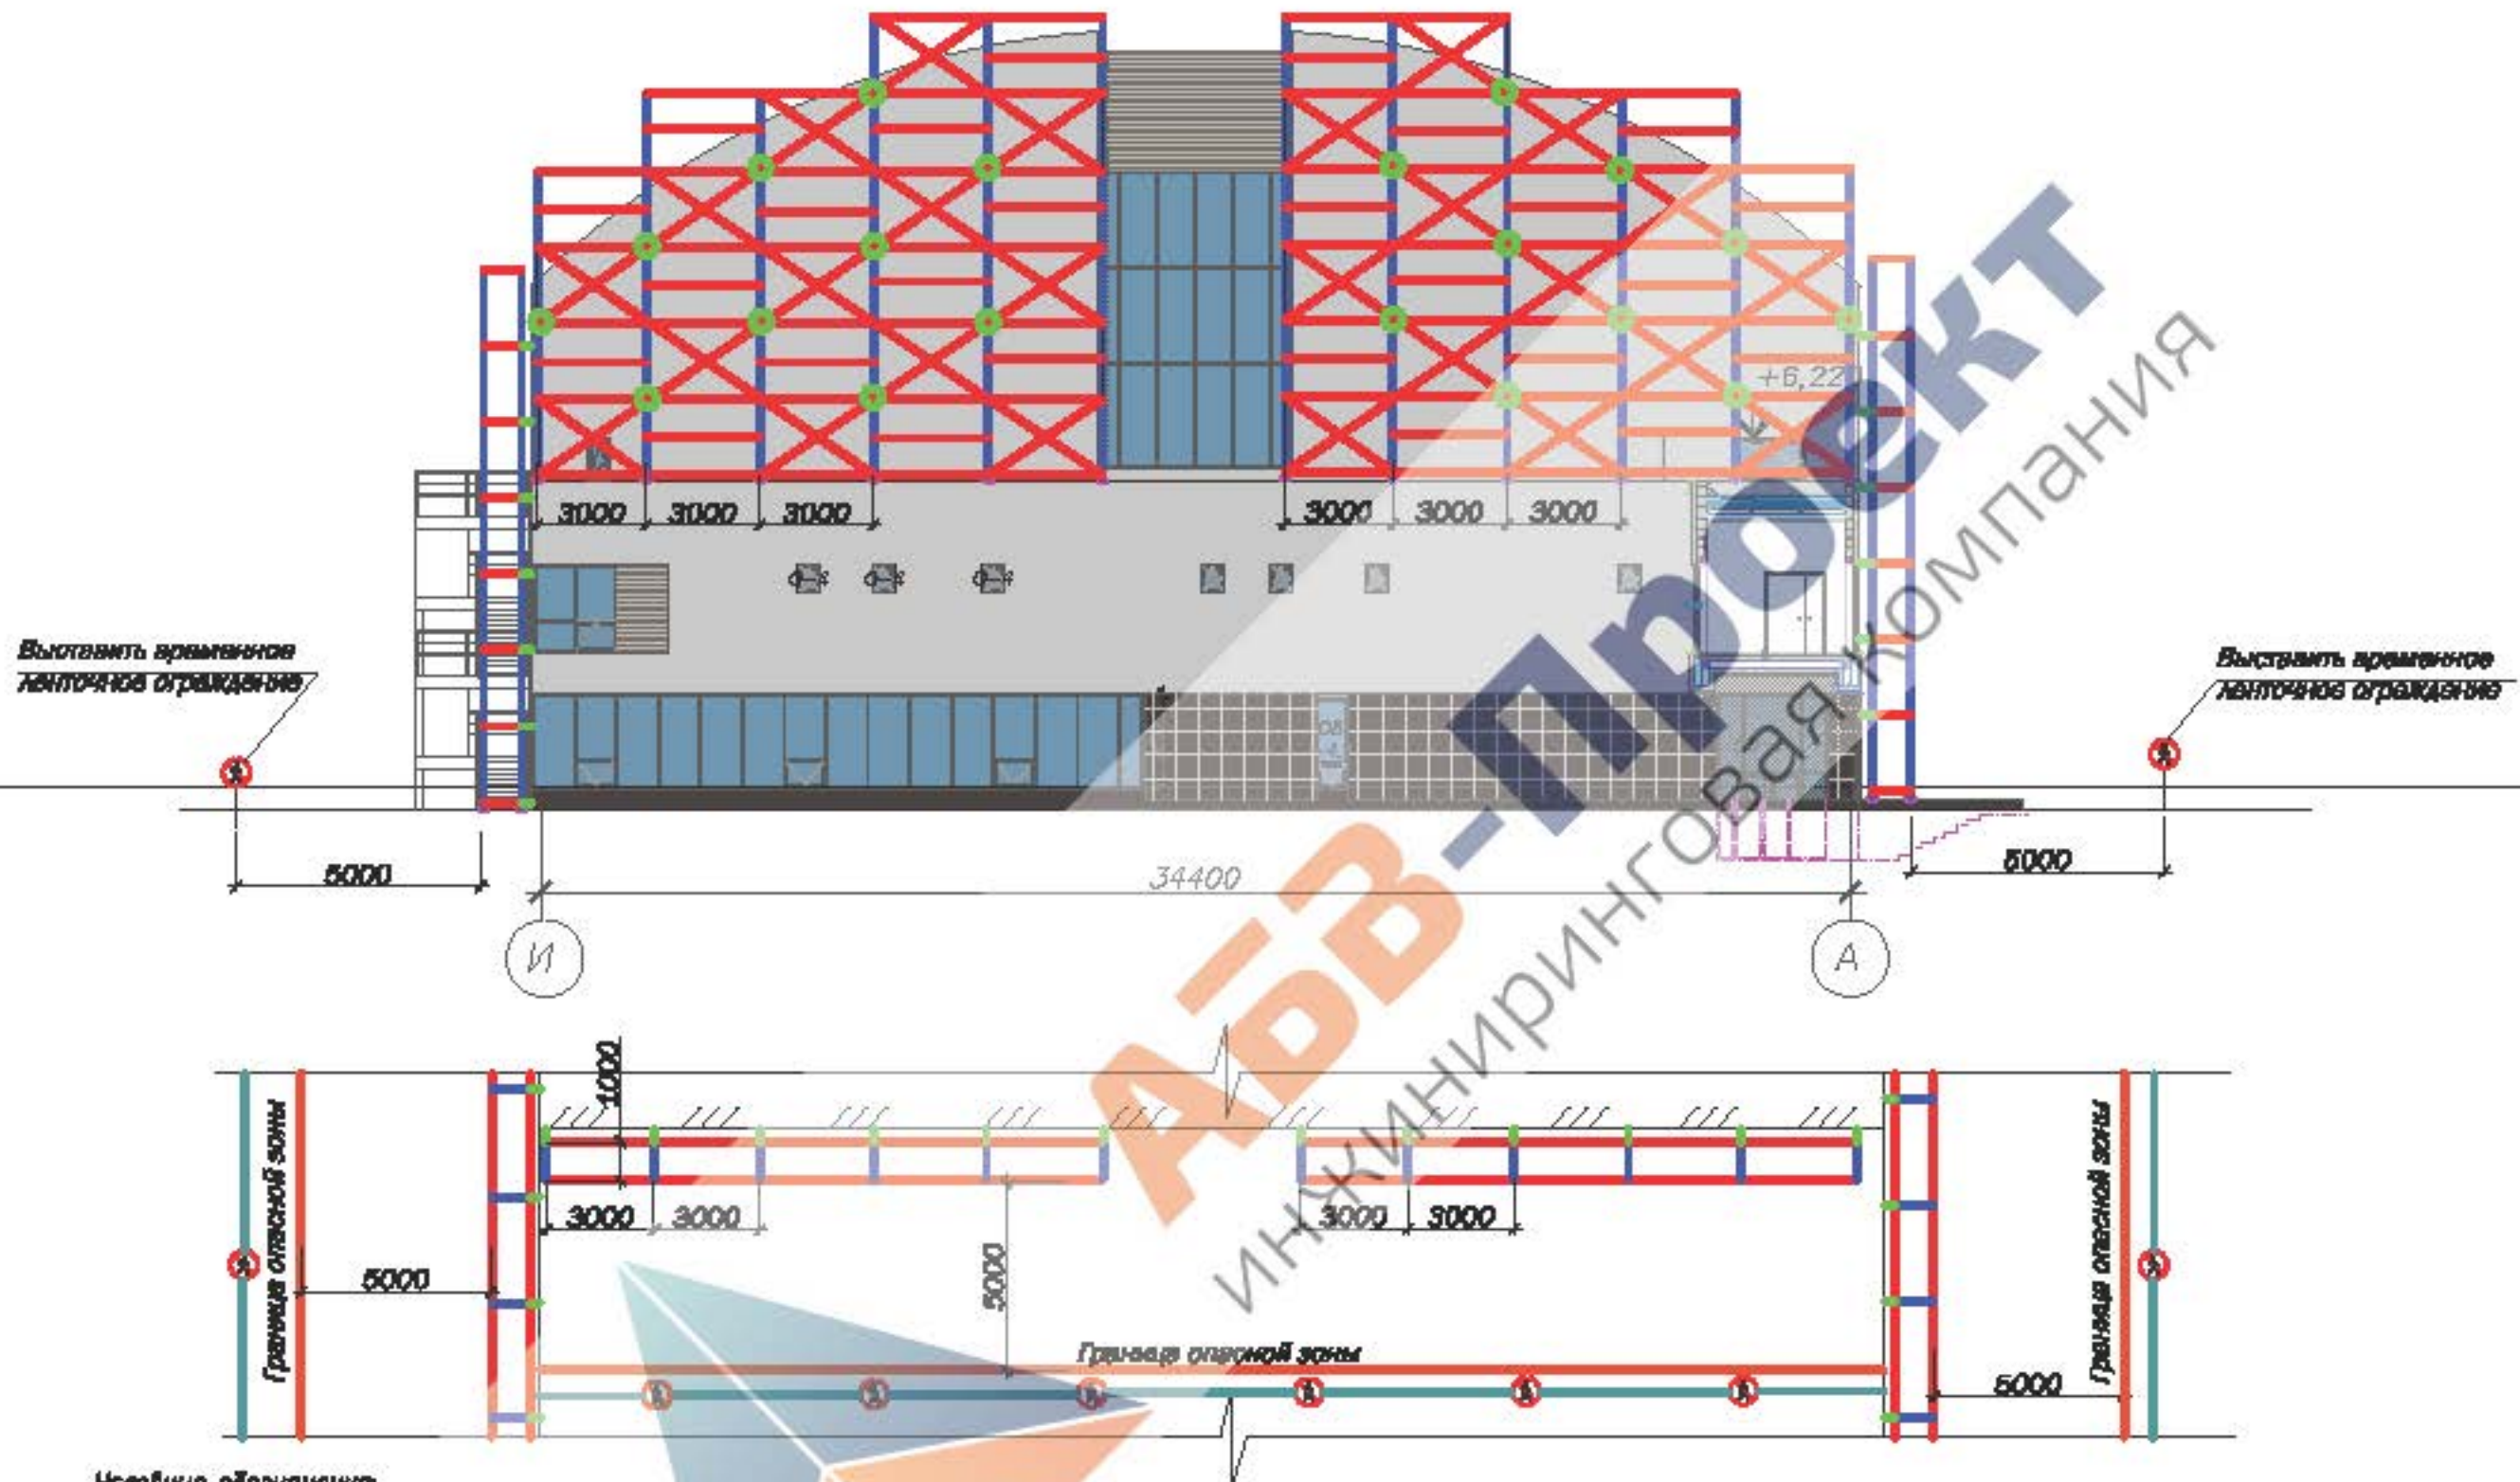 +6,22
3000 3000 3000
3000 3000 3000
Выставить временное
ленточное ограждение
Выставить временное
ленточное ограждение
5000
34400
5000
И
А
1000
3000 3000
3000 3000
5000
5000
5000
Граница опасной зоны
Граница опасной зоны
Граница опасной зоны
АБВ-Проект
инжиниринговая компания